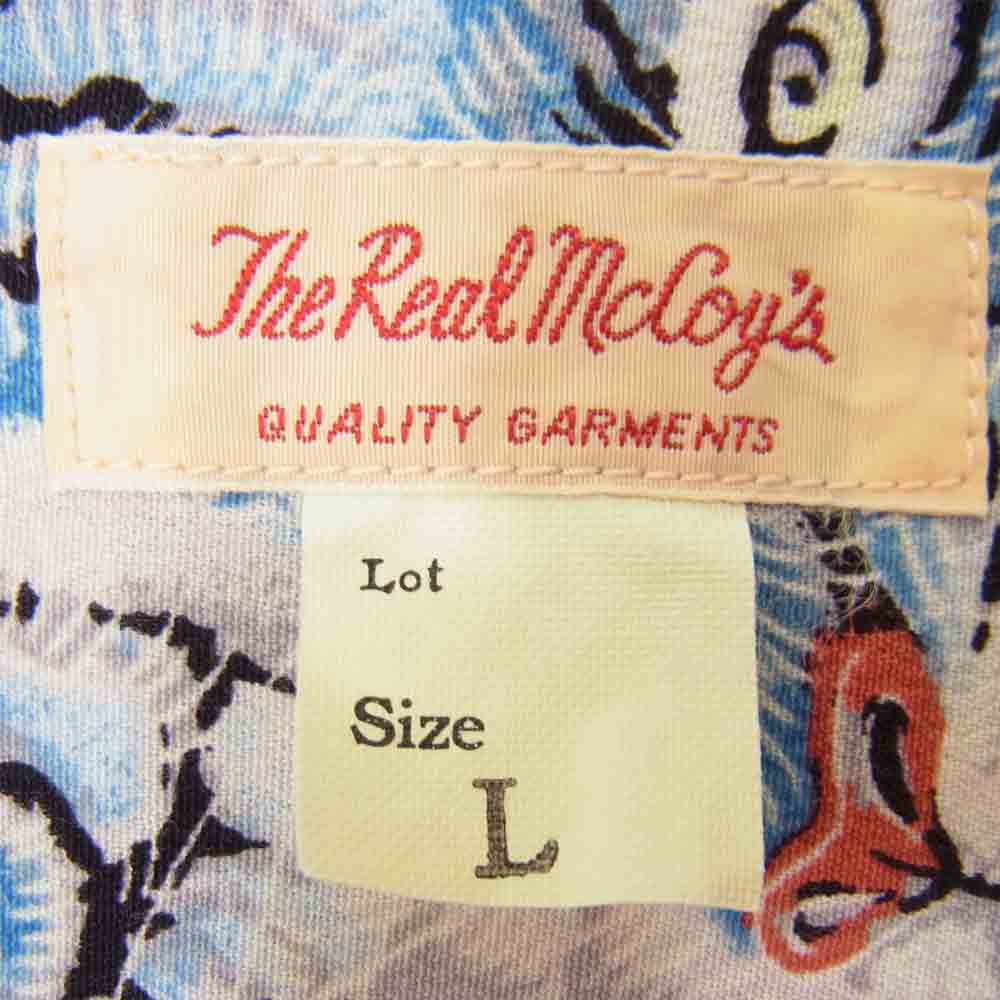 The Real McCoy's
QUALITY GARMENTS
Lot
Size
L